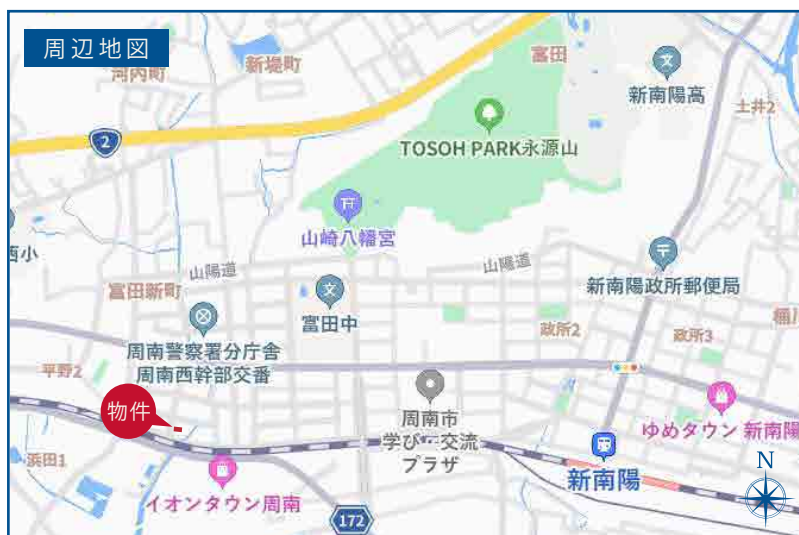 周辺地図
河内町
新堤町
富田
新南陽高
土井2
2
TOSOH PARK永源山
山崎八幡宮
西小
山陽道
山陽道
富田新町
新南陽政所郵便局
富田中
政所2
政所3
周南警察署分庁舎
周南西幹部交番
平野2
物件
周南市
学び・交流
プラザ
ゆめタウン 新南陽
浜田1
イオンタウン周南
新南陽
172
N